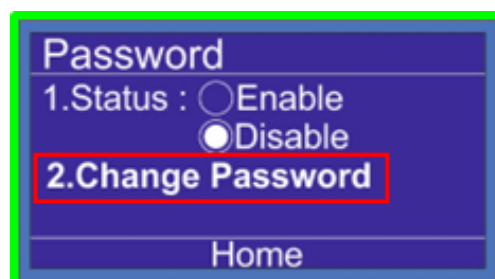 Password
1.Status : Enable
Disable
2.Change Password
Home